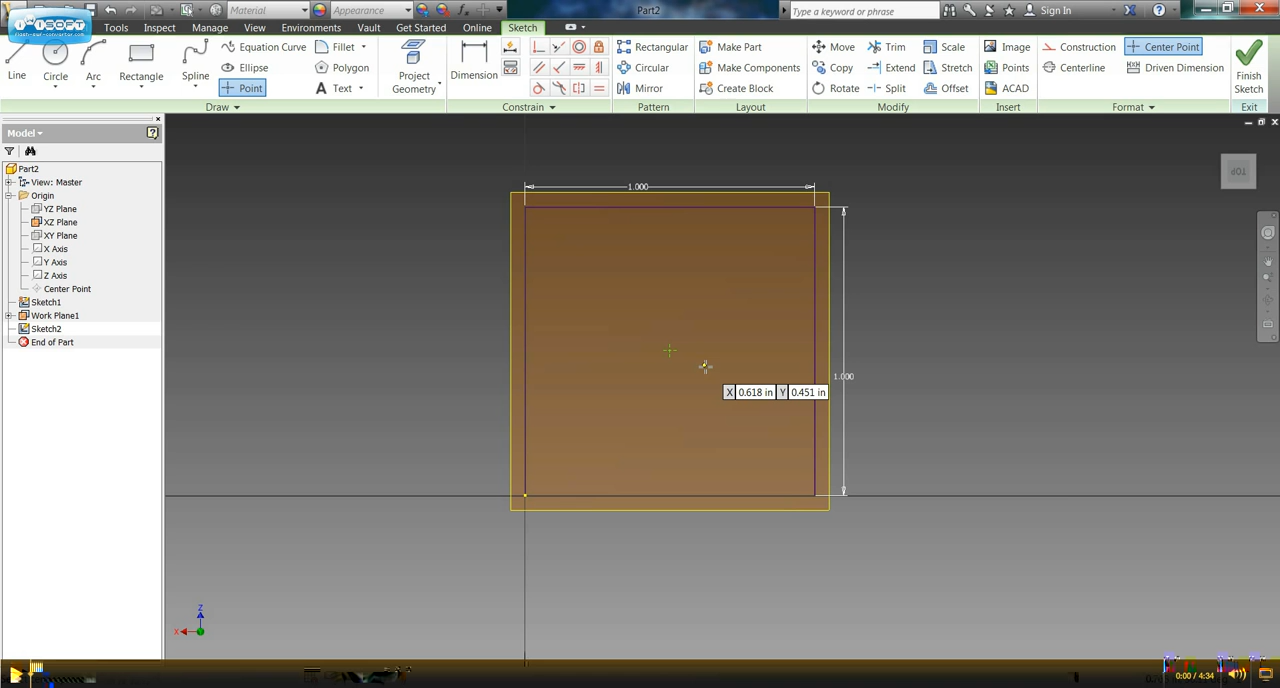 Part2
Material
Appearance
Type a keyword or phrase
Sign In
Tools Inspect Manage View Environments Vault Get Started Online Sketch
Line
Circle
Arc
Rectangle
Spline
Equation Curve
Ellipse
Point
Fillet
Polygon
Text
Project
Geometry
Dimension
Rectangular
Circular
Mirror
Make Part
Make Components
Create Block
Move
Copy
Rotate
Trim
Extend
Split
Scale
Stretch
Offset
Image
Points
ACAD
Construction
Centerline
Center Point
Driven Dimension
Finish
Sketch
Draw Constrain Pattern Layout Modify Insert Format Exit
Model
Part2
View: Master
Origin
YZ Plane
XZ Plane
XY Plane
X Axis
Y Axis
Z Axis
Center Point
Sketch1
Work Plane1
Sketch2
End of Part
1.000
1.000
X 0.618 in Y 0.451 in
TOP
Z
X
0:00 / 4:34